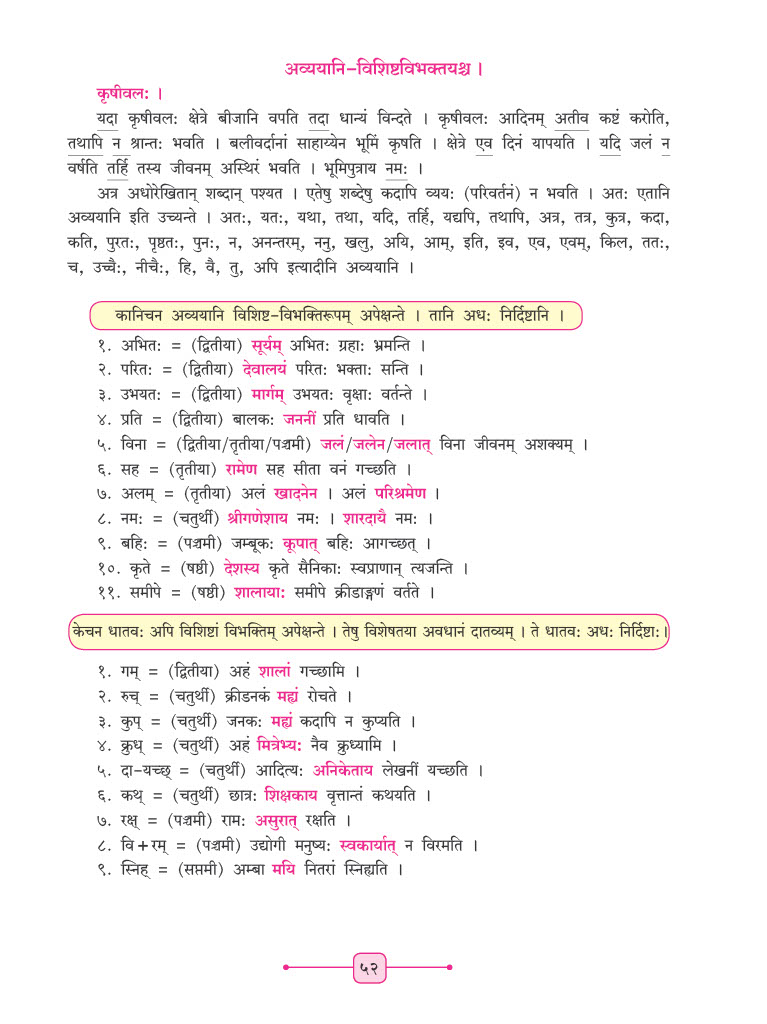 अव्ययानि-विशिष्टविभक्तयश्च ।
कृषीवलः ।
यदा कृषीवलः क्षेत्रे बीजानि वपति तदा धान्यं विन्दते । कृषीवलः आदिनम् अतीव कष्टं करोति,
तथापि न श्रान्तः भवति । बलीवर्दानां साहाय्येन भूमिं कृषति । क्षेत्रे एव दिनं यापयति । यदि जलं न
वर्षति तर्हि तस्य जीवनम् अस्थिरं भवति । भूमिपुत्राय नमः ।
अत्र अधोरेखितान् शब्दान् पश्यत । एतेषु शब्देषु कदापि व्ययः (परिवर्तनं) न भवति । अतः एतानि
अव्ययानि इति उच्यन्ते । अतः, यतः, यथा, तथा, यदि, तर्हि, यद्यपि, तथापि, अत्र, तत्र, कुत्र, कदा,
कति, पुरतः, पृष्ठतः, पुनः, न, अनन्तरम्, ननु, खलु, अयि, आम्, इति, इव, एव, एवम्, किल, ततः,
च, उच्चैः, नीचैः, हि, वै, तु, अपि इत्यादीनि अव्ययानि ।
कानिचन अव्ययानि विशिष्ट-विभक्तिरूपम् अपेक्षन्ते । तानि अधः निर्दिष्टानि ।
१. अभितः = (द्वितीया) सूर्यम् अभितः ग्रहाः भ्रमन्ति ।
२. परितः = (द्वितीया) देवालयं परितः भक्ताः सन्ति ।
३. उभयतः = (द्वितीया) मार्गम् उभयतः वृक्षाः वर्तन्ते ।
४. प्रति = (द्वितीया) बालकः जननीं प्रति धावति ।
५. विना = (द्वितीया/तृतीया/पञ्चमी) जलं/जलेन/जलात् विना जीवनम् अशक्यम् ।
६. सह = (तृतीया) रामेण सह सीता वनं गच्छति ।
७. अलम् = (तृतीया) अलं खादनेन । अलं परिश्रमेण ।
८. नमः = (चतुर्थी) श्रीगणेशाय नमः । शारदायै नमः ।
९. बहिः = (पञ्चमी) जम्बूकः कूपात् बहिः आगच्छत् ।
१०. कृते = (षष्ठी) देशस्य कृते सैनिकाः स्वप्राणान् त्यजन्ति ।
११. समीपे = (षष्ठी) शालायाः समीपे क्रीडाङ्गणं वर्तते ।
केचन धातवः अपि विशिष्टां विभक्तिम् अपेक्षन्ते । तेषु विशेषतया अवधानं दातव्यम् । ते धातवः अधः निर्दिष्टाः।
१. गम् = (द्वितीया) अहं शालां गच्छामि ।
२. रुच् = (चतुर्थी) क्रीडनकं मह्यं रोचते ।
३. कुप् = (चतुर्थी) जनकः मह्यं कदापि न कुप्यति ।
४. क्रुध् = (चतुर्थी) अहं मित्रेभ्यः नैव क्रुध्यामि ।
५. दा-यच्छ् = (चतुर्थी) आदित्यः अनिकेताय लेखनीं यच्छति ।
६. कथ् = (चतुर्थी) छात्रः शिक्षकाय वृत्तान्तं कथयति ।
७. रक्ष् = (पञ्चमी) रामः असुरात् रक्षति ।
८. वि+रम् = (पञ्चमी) उद्योगी मनुष्यः स्वकार्यात् न विरमति ।
९. स्निह् = (सप्तमी) अम्बा मयि नितरां स्निह्यति ।
५२